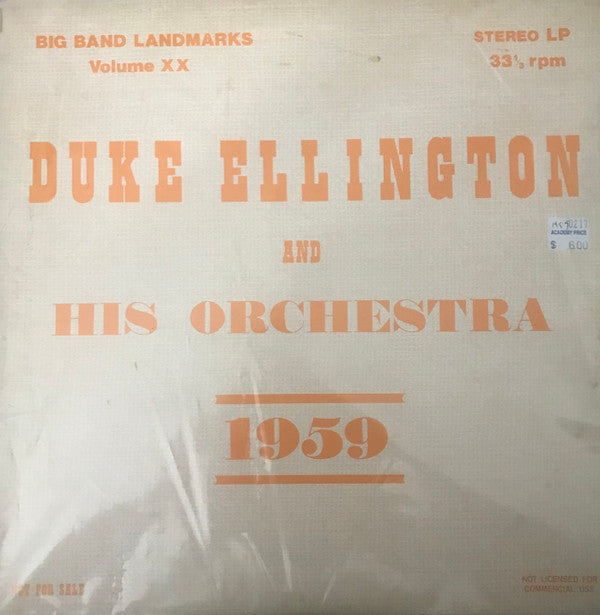 BIG BAND LANDMARKS
Volume XX
STEREO LP
33⅓ rpm
DUKE ELLINGTON
AND
HIS ORCHESTRA
1959
ACADEMY PRICE
$ 6.00
NOT FOR SALE
NOT LICENSED FOR
COMMERCIAL USE